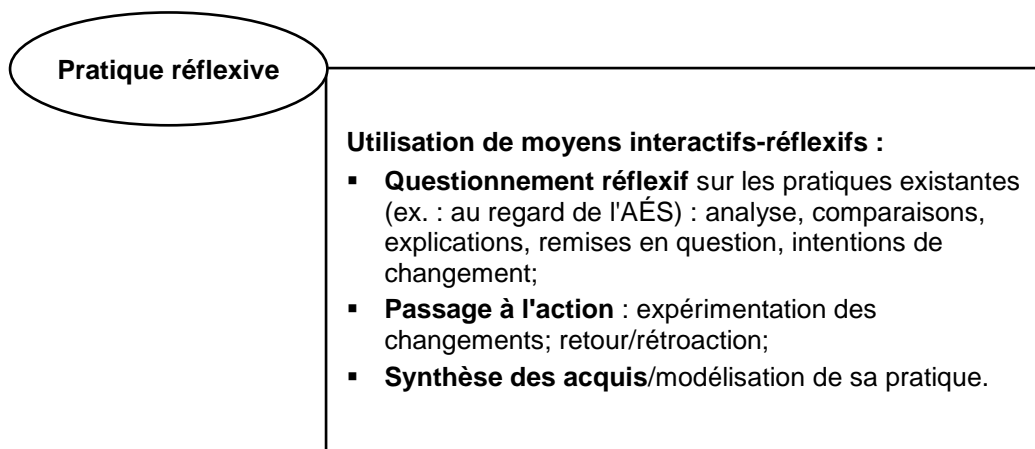 Pratique réflexive
Utilisation de moyens interactifs-réflexifs :
▪ Questionnement réflexif sur les pratiques existantes
(ex. : au regard de l'AÉS) : analyse, comparaisons,
explications, remises en question, intentions de
changement;
▪ Passage à l'action : expérimentation des
changements; retour/rétroaction;
▪ Synthèse des acquis/modélisation de sa pratique.